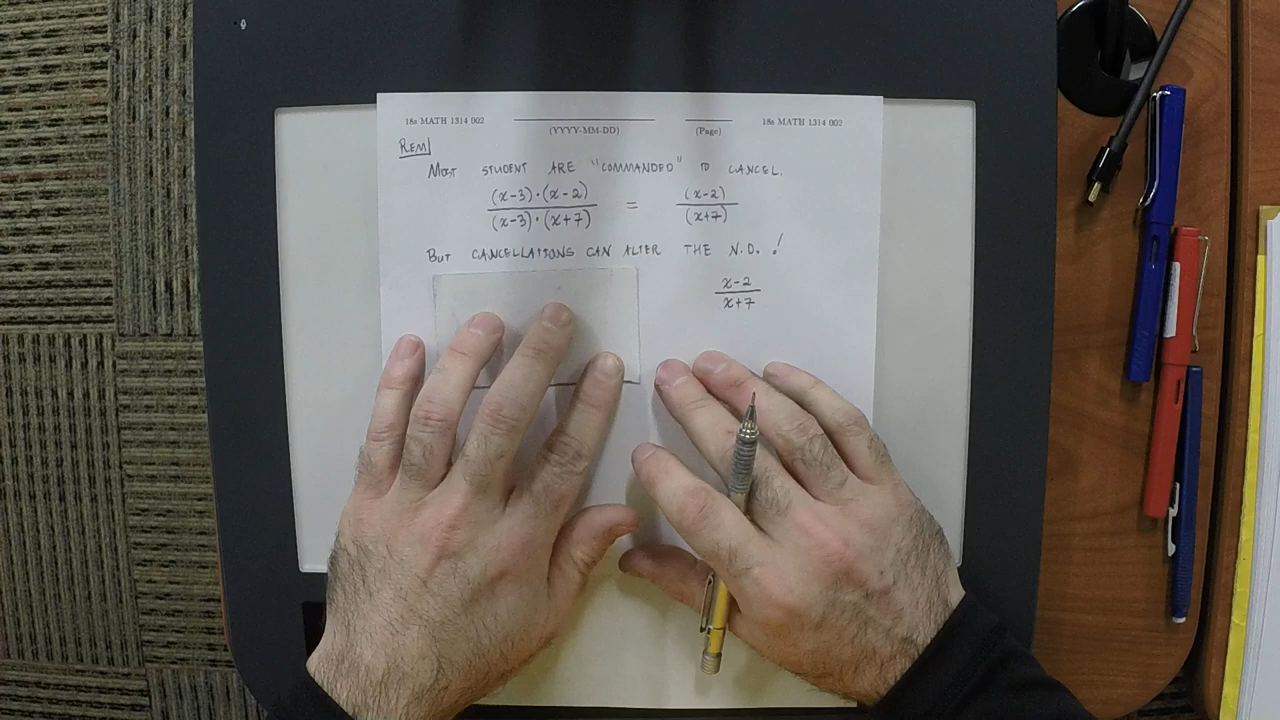 18s MATH 1314 002 (YYYY-MM-DD) (Page) 18s MATH 1314 002
REM
MOST STUDENT ARE "COMMANDED" TO CANCEL.
(x-3)·(x-2) / (x-3)·(x+7) = (x-2) / (x+7)
BUT CANCELLATIONS CAN ALTER THE N.D.!
x-2 / x+7